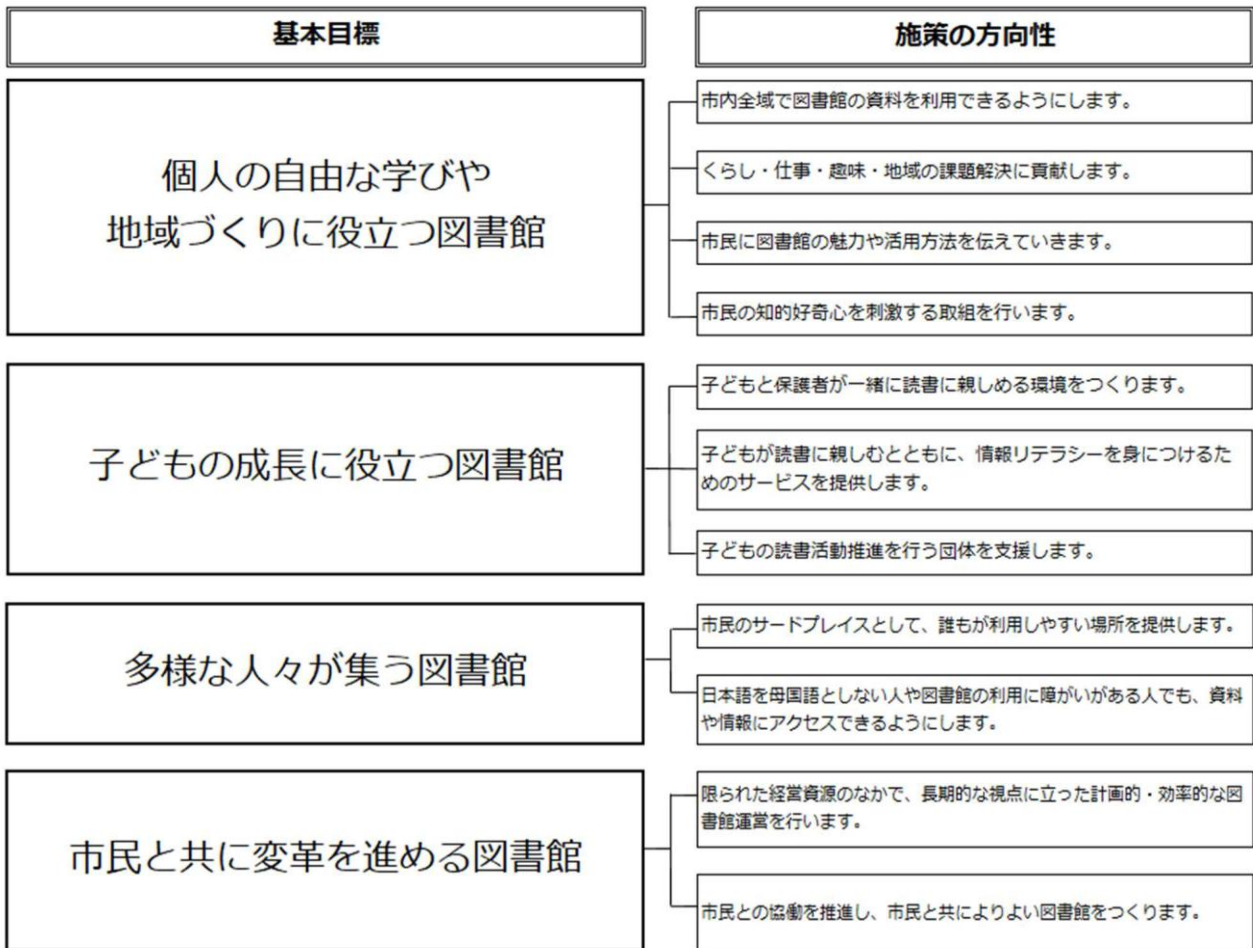 基本目標
施策の方向性
個人の自由な学びや
地域づくりに役立つ図書館
市内全域で図書館の資料を利用できるようにします。
くらし・仕事・趣味・地域の課題解決に貢献します。
市民に図書館の魅力や活用方法を伝えていきます。
市民の知的好奇心を刺激する取組を行います。
子どもの成長に役立つ図書館
子どもと保護者が一緒に読書に親しめる環境をつくります。
子どもが読書に親しむとともに、情報リテラシーを身につけるた
めのサービスを提供します。
子どもの読書活動推進を行う団体を支援します。
多様な人々が集う図書館
市民のサードプレイスとして、誰もが利用しやすい場所を提供します。
日本語を母国語としない人や図書館の利用に障がいがある人でも、資料
や情報にアクセスできるようにします。
市民と共に変革を進める図書館
限られた経営資源のなかで、長期的な視点に立った計画的・効率的な図
書館運営を行います。
市民との協働を推進し、市民と共によりよい図書館をつくります。